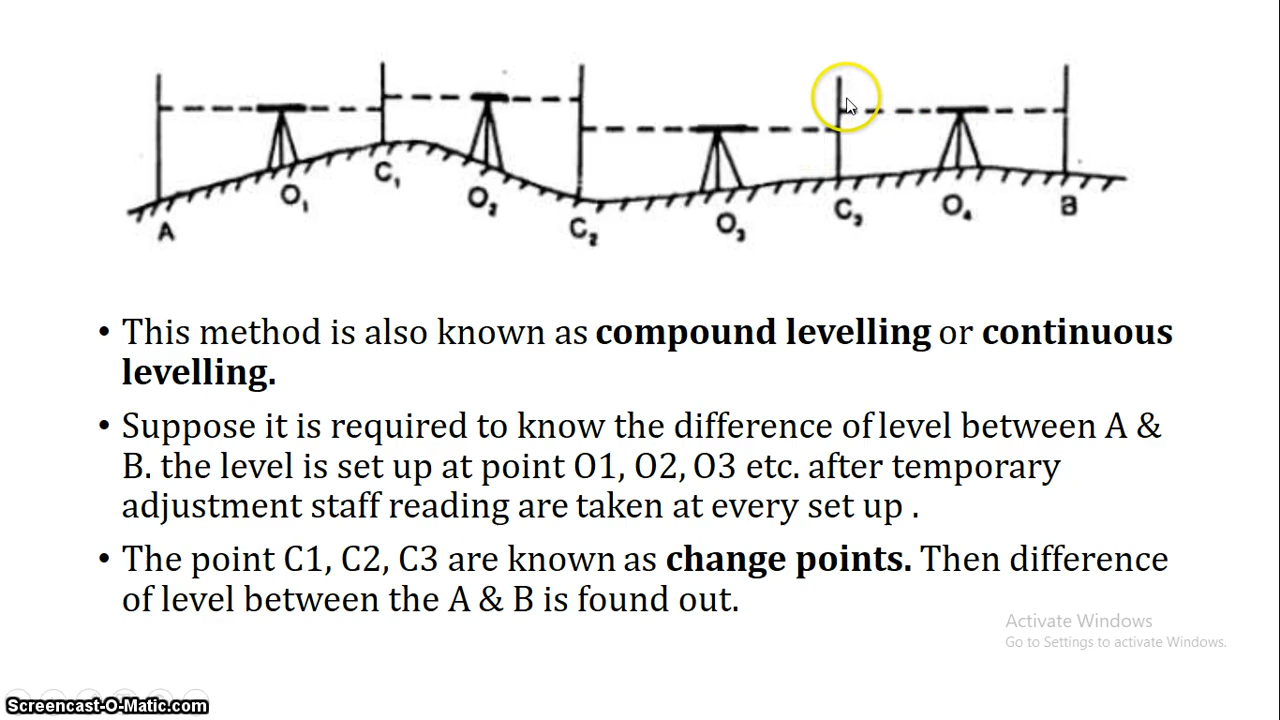 A O₁ C₁ O₂ C₂ O₃ C₃ O₄ B
• This method is also known as compound levelling or continuous
levelling.
• Suppose it is required to know the difference of level between A &
B. the level is set up at point O1, O2, O3 etc. after temporary
adjustment staff reading are taken at every set up .
• The point C1, C2, C3 are known as change points. Then difference
of level between the A & B is found out.
Activate Windows
Go to Settings to activate Windows.
Screencast-O-Matic.com